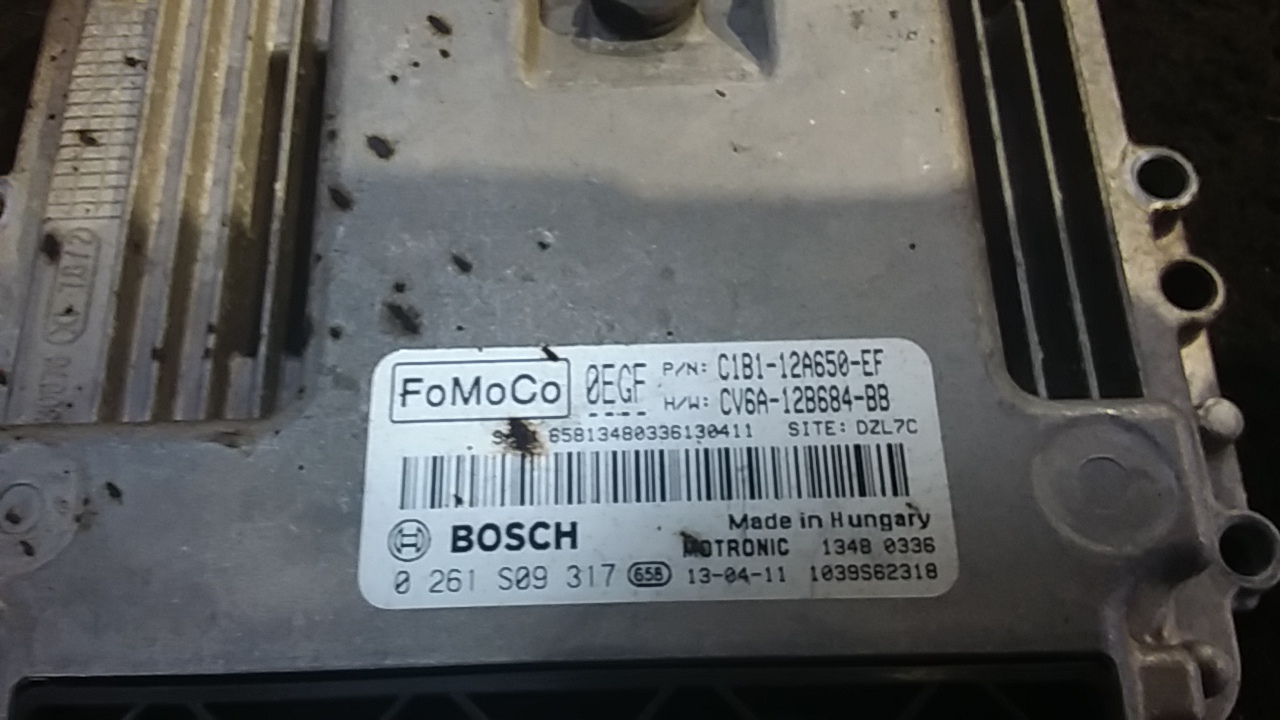 FoMoCo 0EGF P/N: C1B1-12A650-EF
H/W: CV6A-12B684-BB
65813480336130411 SITE: DZL7C
BOSCH Made in Hungary
MOTRONIC 1348 0336
0 261 S09 317 658 13-04-11 1039S62318